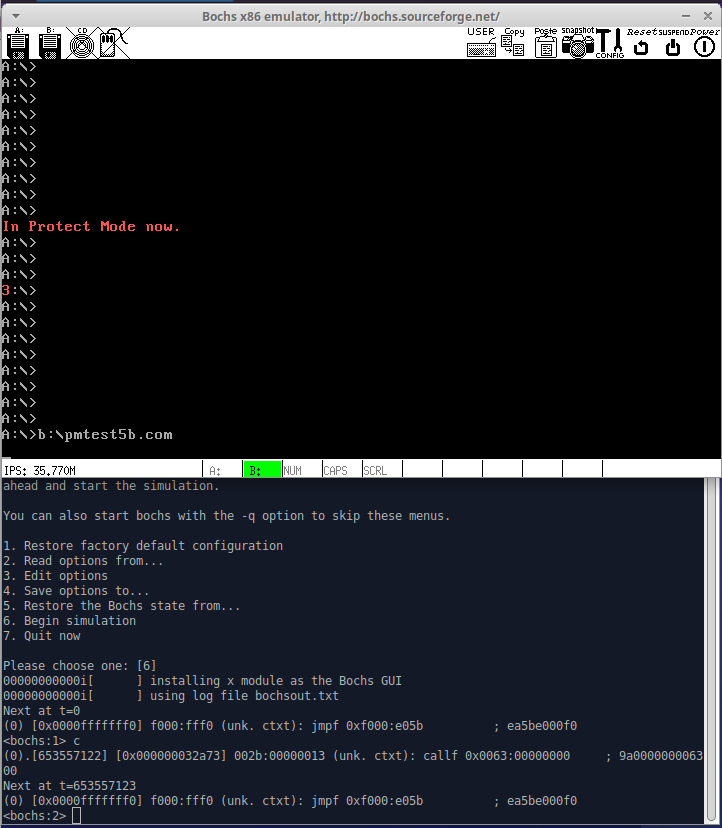 Bochs x86 emulator, http://bochs.sourceforge.net/
A: B: CD USER Copy Paste snapshot CONFIG Reset SUSPEND Power
A:\>
A:\>
A:\>
A:\>
A:\>
A:\>
A:\>
A:\>
A:\>
A:\>
In Protect Mode now.
A:\>
A:\>
A:\>
3:\>
A:\>
A:\>
A:\>
A:\>
A:\>
A:\>
A:\>
A:\>
A:\>b:\pmtest5b.com
IPS: 35.770M A: B: NUM CAPS SCRL
ahead and start the simulation.
You can also start bochs with the -q option to skip these menus.
1. Restore factory default configuration
2. Read options from...
3. Edit options
4. Save options to...
5. Restore the Bochs state from...
6. Begin simulation
7. Quit now
Please choose one: [6]
00000000000i[      ] installing x module as the Bochs GUI
00000000000i[      ] using log file bochsout.txt
Next at t=0
(0) [0x0000fffffff0] f000:fff0 (unk. ctxt): jmpf 0xf000:e05b          ; ea5be000f0
<bochs:1> c
(0).[653557122] [0x000000032a73] 002b:00000013 (unk. ctxt): callf 0x0063:00000000     ; 9a0000000063
00
Next at t=653557123
(0) [0x0000fffffff0] f000:fff0 (unk. ctxt): jmpf 0xf000:e05b          ; ea5be000f0
<bochs:2>